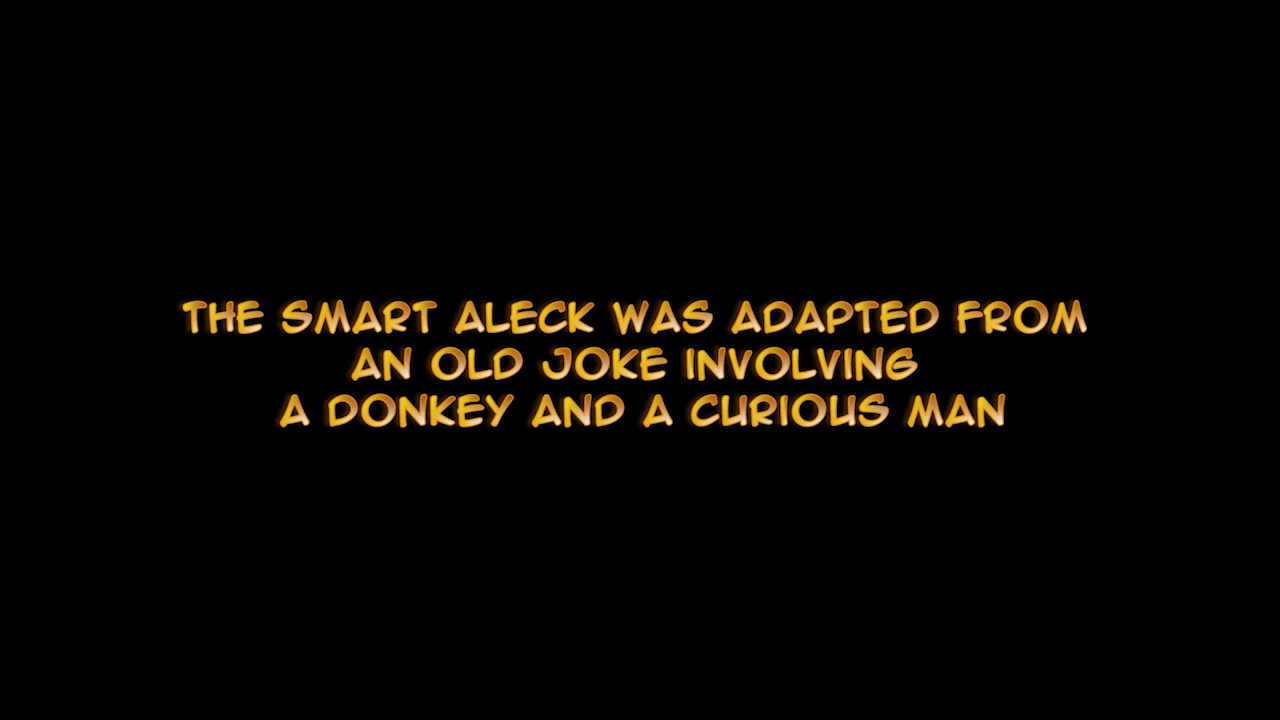 THE SMART ALECK WAS ADAPTED FROM
AN OLD JOKE INVOLVING
A DONKEY AND A CURIOUS MAN